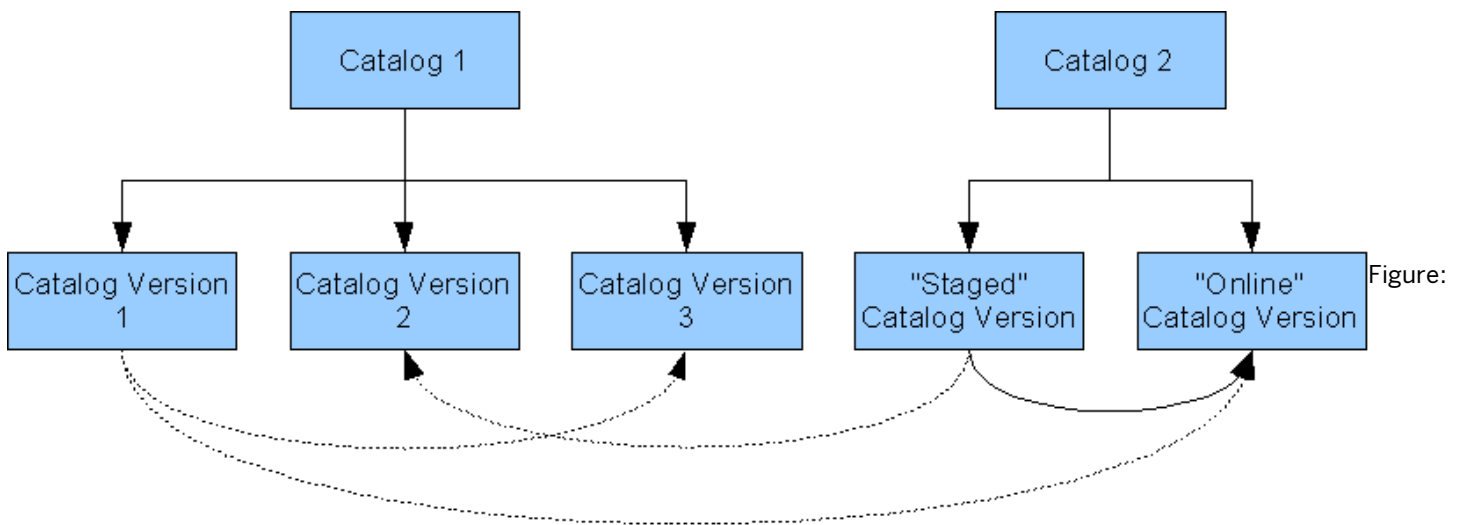 Catalog 1
Catalog 2
Catalog Version
1
Catalog Version
2
Catalog Version
3
"Staged"
Catalog Version
"Online"
Catalog Version
Figure: